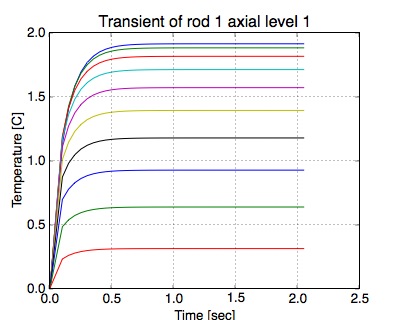 Transient of rod 1 axial level 1
2.0
1.5
1.0
0.5
0.0
Temperature [C]
0.0 0.5 1.0 1.5 2.0 2.5
Time [sec]